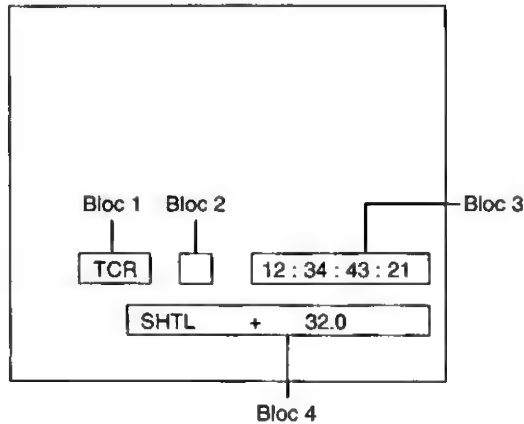 Bloc 1 Bloc 2
Bloc 3
TCR 12 : 34 : 43 : 21
SHTL + 32.0
Bloc 4